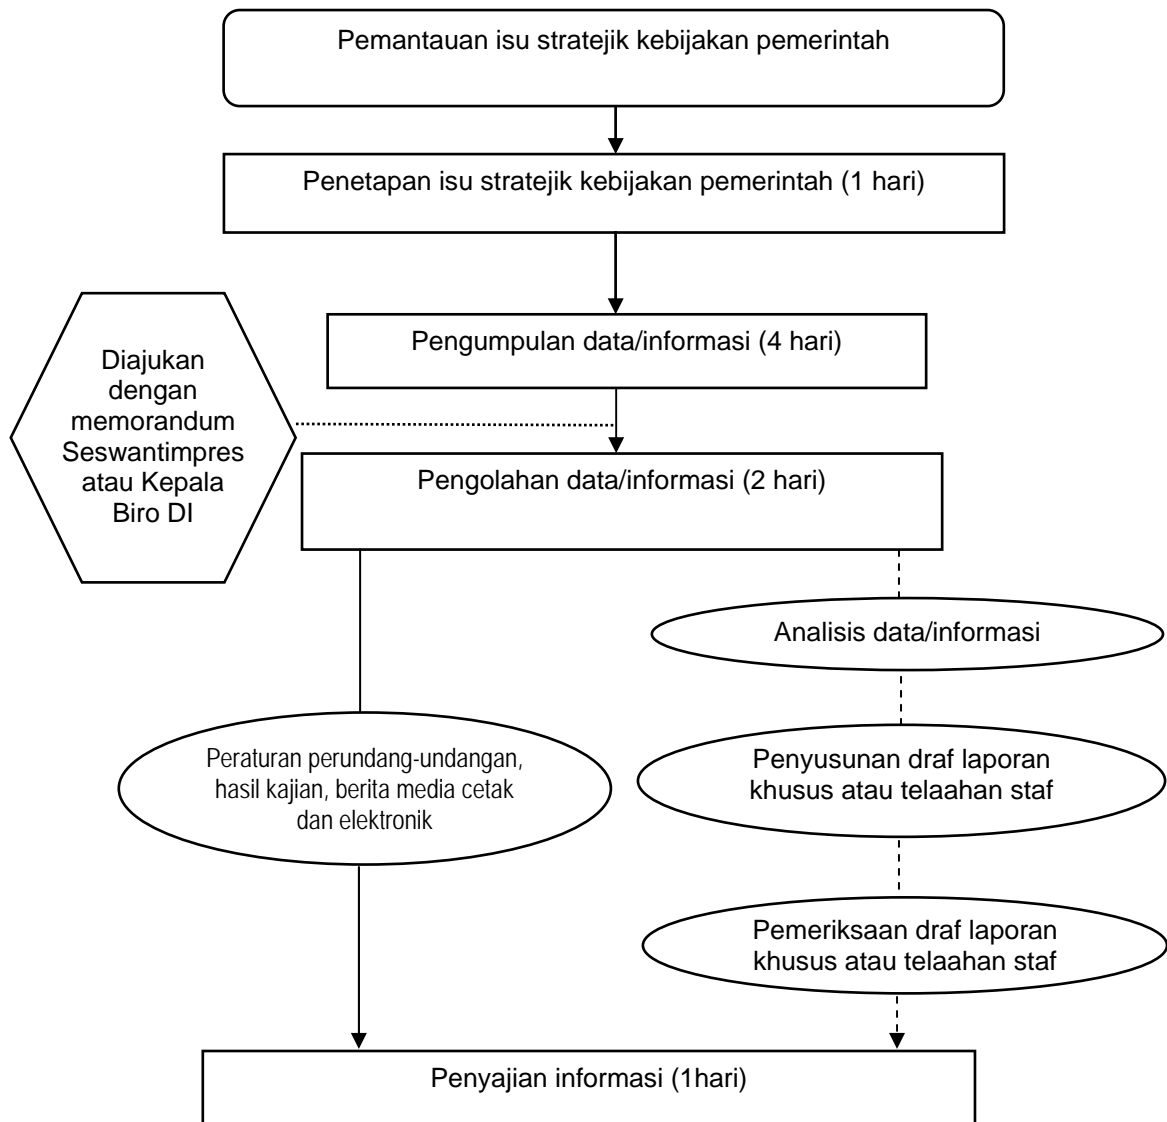 Pemantauan isu stratejik kebijakan pemerintah
Penetapan isu stratejik kebijakan pemerintah (1 hari)
Pengumpulan data/informasi (4 hari)
Diajukan
dengan
memorandum
Seswantimpres
atau Kepala
Biro DI
Pengolahan data/informasi (2 hari)
Analisis data/informasi
Peraturan perundang-undangan,
hasil kajian, berita media cetak
dan elektronik
Penyusunan draf laporan
khusus atau telaahan staf
Pemeriksaan draf laporan
khusus atau telaahan staf
Penyajian informasi (1hari)